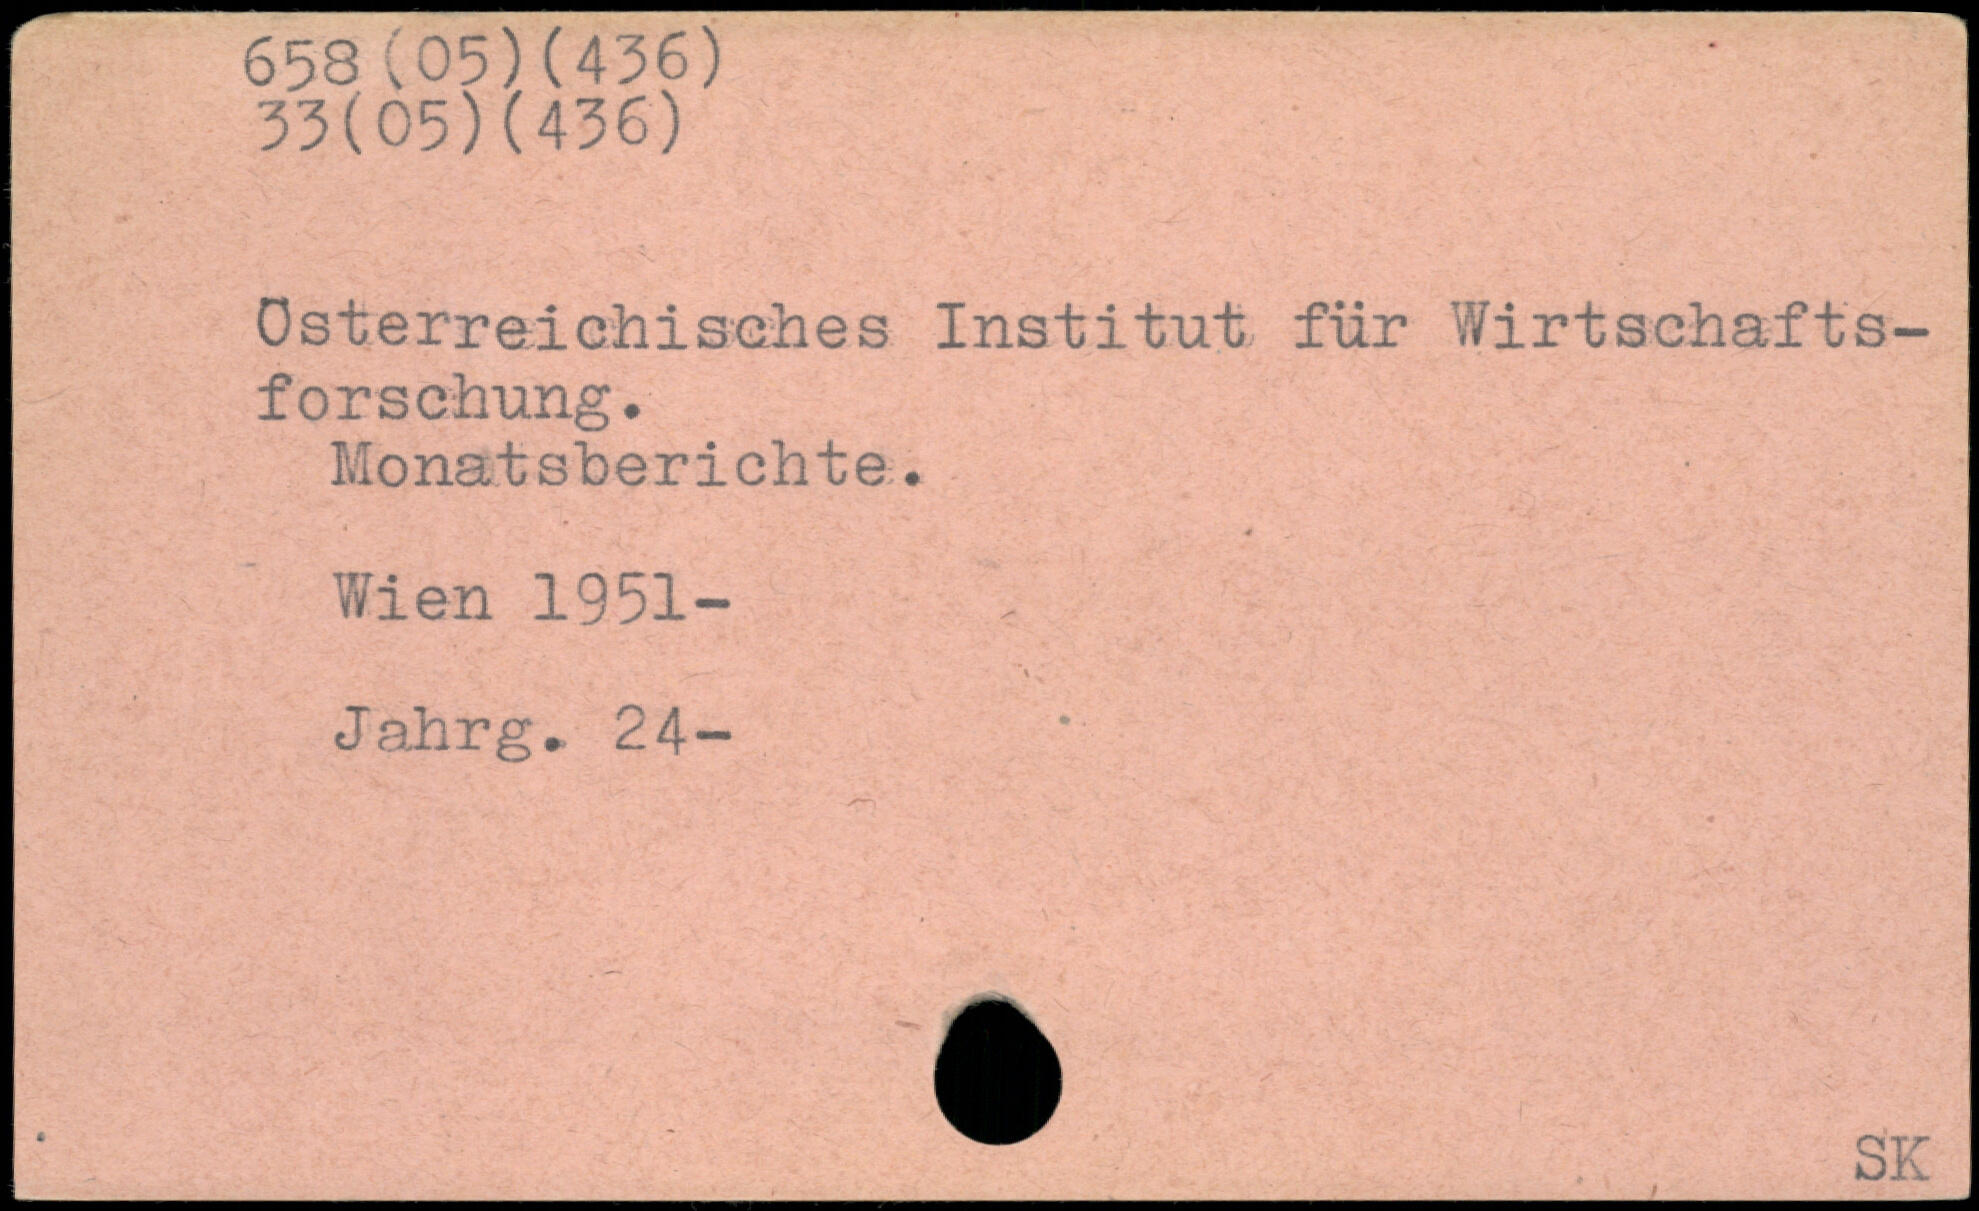 658(05)(436)
33(05)(436)
Österreichisches Institut für Wirtschafts-
forschung.
Monatsberichte.
Wien 1951-
Jahrg. 24-
SK